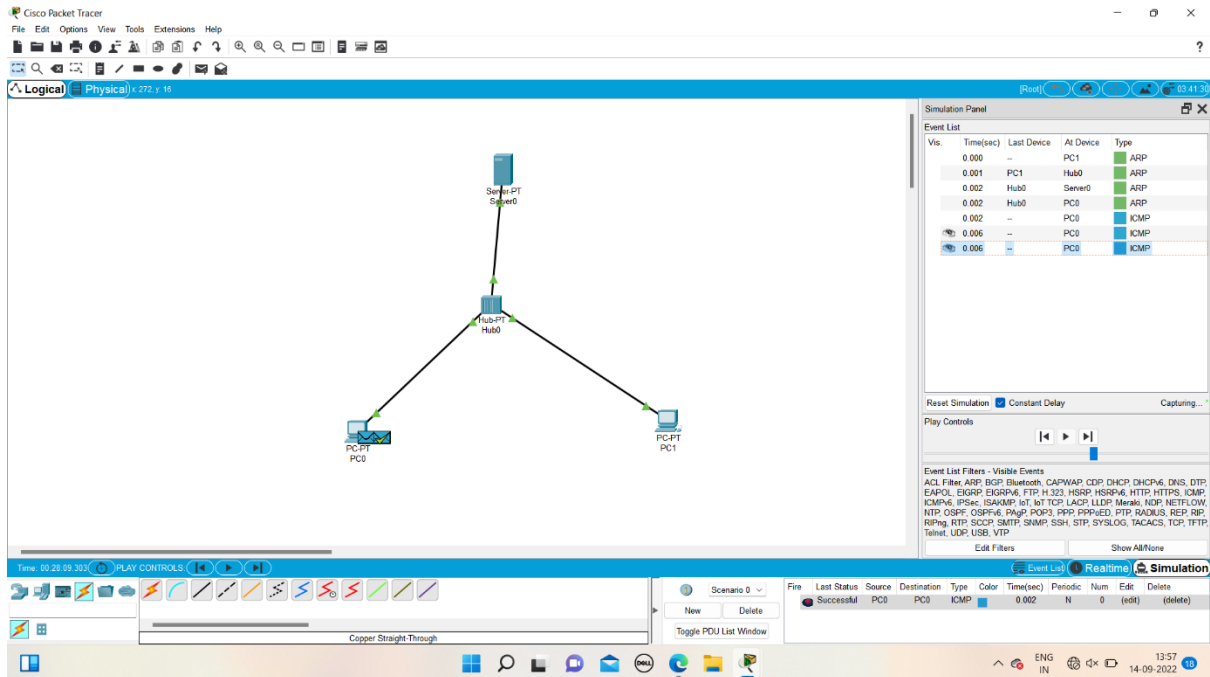 Cisco Packet Tracer
File Edit Options View Tools Extensions Help
?
Logical Physical x: 272, y: 16 [Root] 03:41:30
Simulation Panel
Event List
Vis. Time(sec) Last Device At Device Type
0.000 -- PC1 ARP
0.001 PC1 Hub0 ARP
0.002 Hub0 Server0 ARP
0.002 Hub0 PC0 ARP
0.002 -- PC0 ICMP
0.006 -- PC0 ICMP
0.006 -- PC0 ICMP
Server-PT
Server0
Hub-PT
Hub0
PC-PT
PC0
PC-PT
PC1
Reset Simulation Constant Delay Capturing...
Play Controls
Event List Filters - Visible Events
ACL Filter, ARP, BGP, Bluetooth, CAPWAP, CDP, DHCP, DHCPv6, DNS, DTP,
EAPOL, EIGRP, EIGRPv6, FTP, H.323, HSRP, HSRPv6, HTTP, HTTPS, ICMP,
ICMPv6, IPSec, ISAKMP, IoT, IoT TCP, LACP, LLDP, Meraki, NDP, NETFLOW,
NTP, OSPF, OSPFv6, PAgP, POP3, PPP, PPPoED, PTP, RADIUS, REP, RIP,
RIPng, RTP, SCCP, SMTP, SNMP, SSH, STP, SYSLOG, TACACS, TCP, TFTP,
Telnet, UDP, USB, VTP
Edit Filters Show All/None
Time: 00:28:09.303 PLAY CONTROLS: Event List Realtime Simulation
Scenario 0
New Delete
Toggle PDU List Window
Fire Last Status Source Destination Type Color Time(sec) Periodic Num Edit Delete
Successful PC0 PC0 ICMP 0.002 N 0 (edit) (delete)
Copper Straight-Through
DELL
ENG
IN
13:57
14-09-2022
18